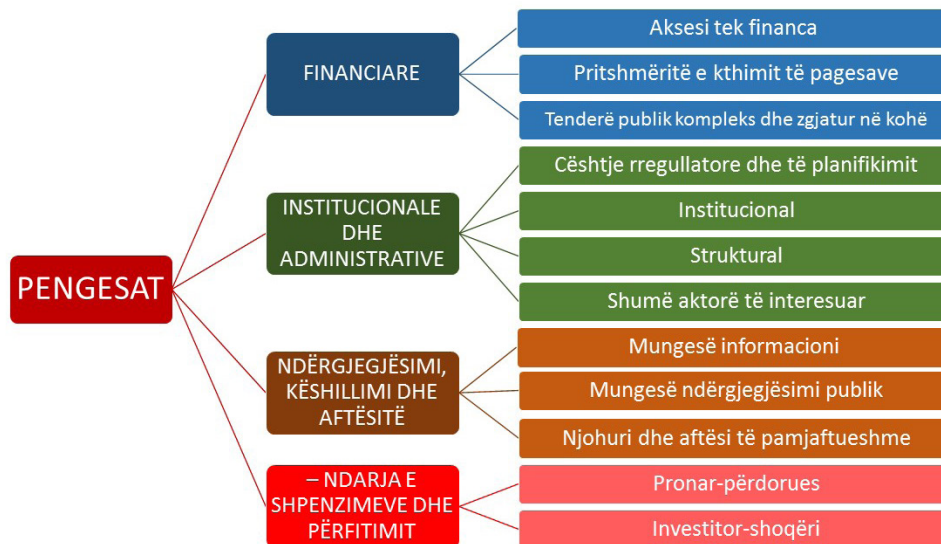 PENGESAT
FINANCIARE
Aksesi tek financa
Pritshmëritë e kthimit të pagesave
Tenderë publik kompleks dhe zgjatur në kohë
INSTITUCIONALE
DHE
ADMINISTRATIVE
Cështje rregullatore dhe të planifikimit
Institucional
Struktural
Shumë aktorë të interesuar
NDËRGJEGJËSIMI,
KËSHILLIMI DHE
AFTËSITË
Mungesë informacioni
Mungesë ndërgjegjësimi publik
Njohuri dhe aftësi të pamjaftueshme
– NDARJA E
SHPENZIMEVE DHE
PËRFITIMIT
Pronar-përdorues
Investitor-shoqëri